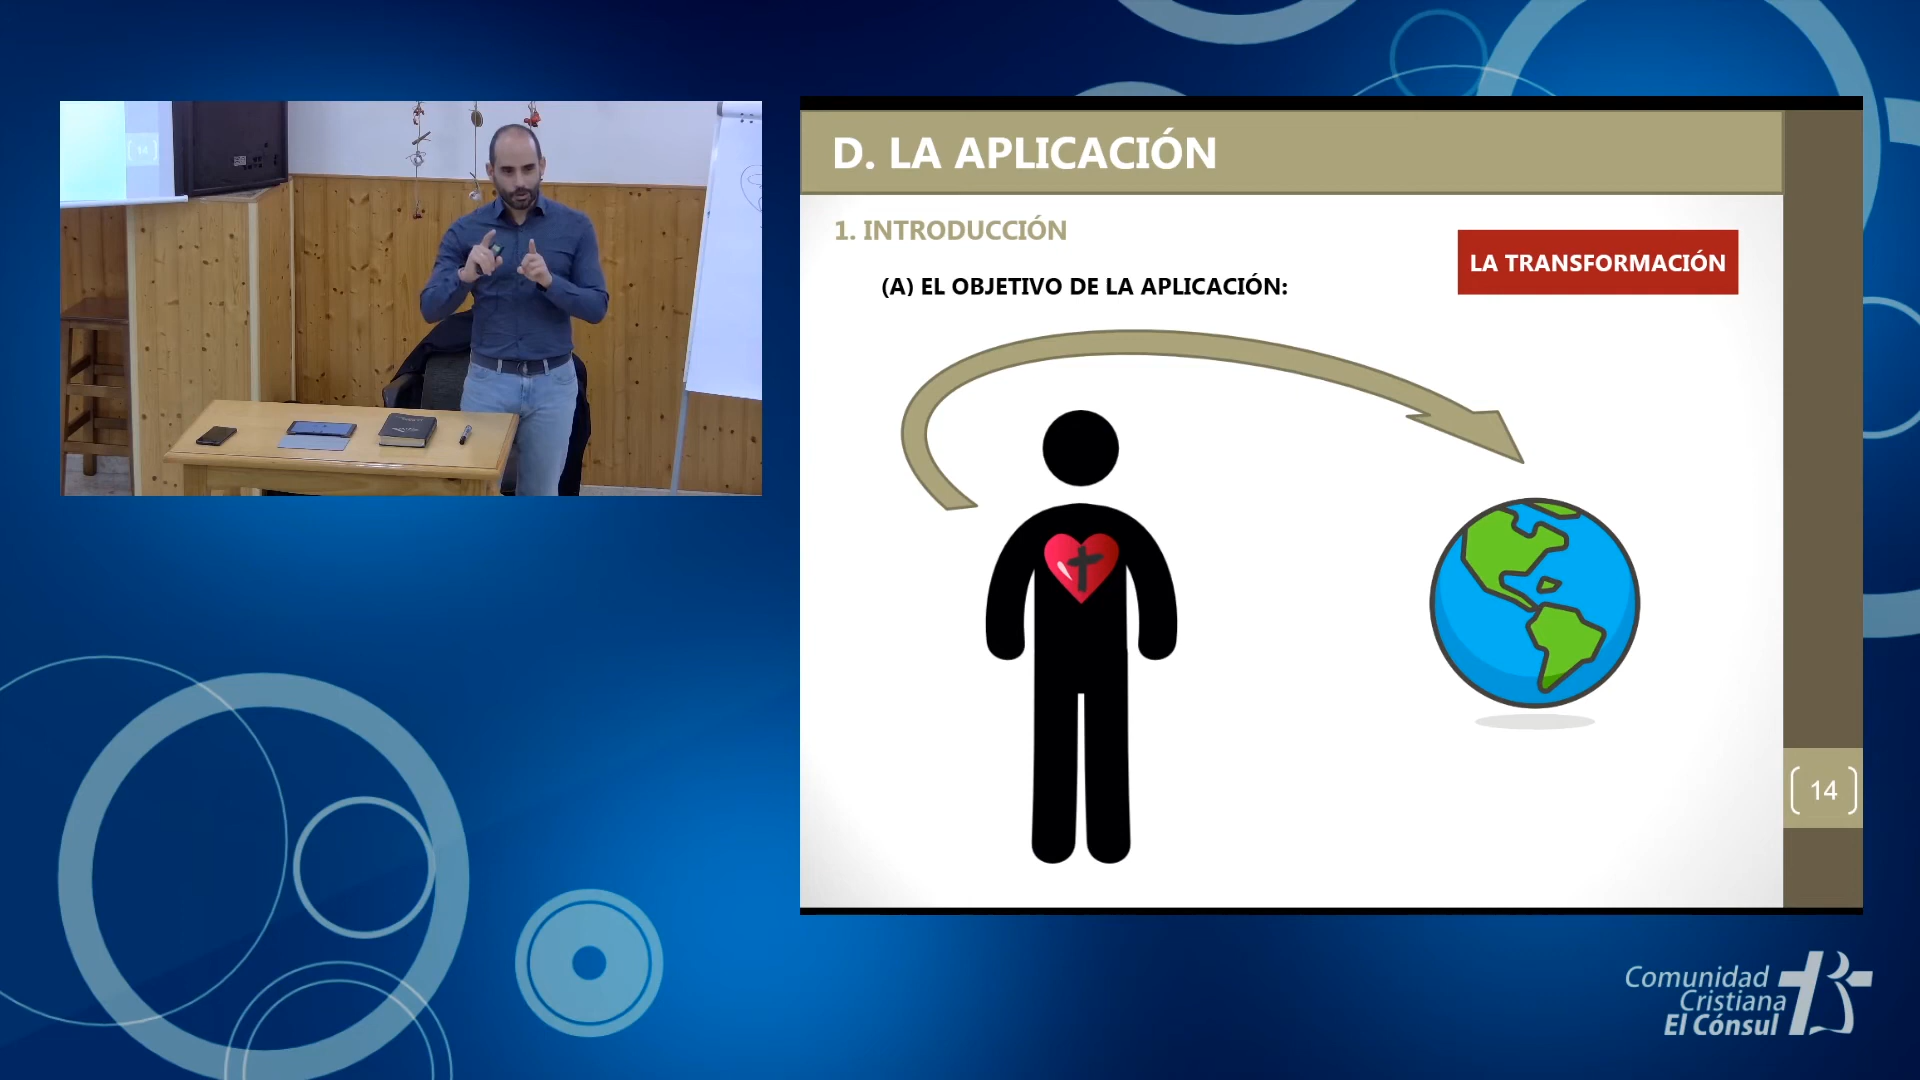 D. LA APLICACIÓN
1. INTRODUCCIÓN
LA TRANSFORMACIÓN
(A) EL OBJETIVO DE LA APLICACIÓN:
14
Comunidad
Cristiana
El Cónsul